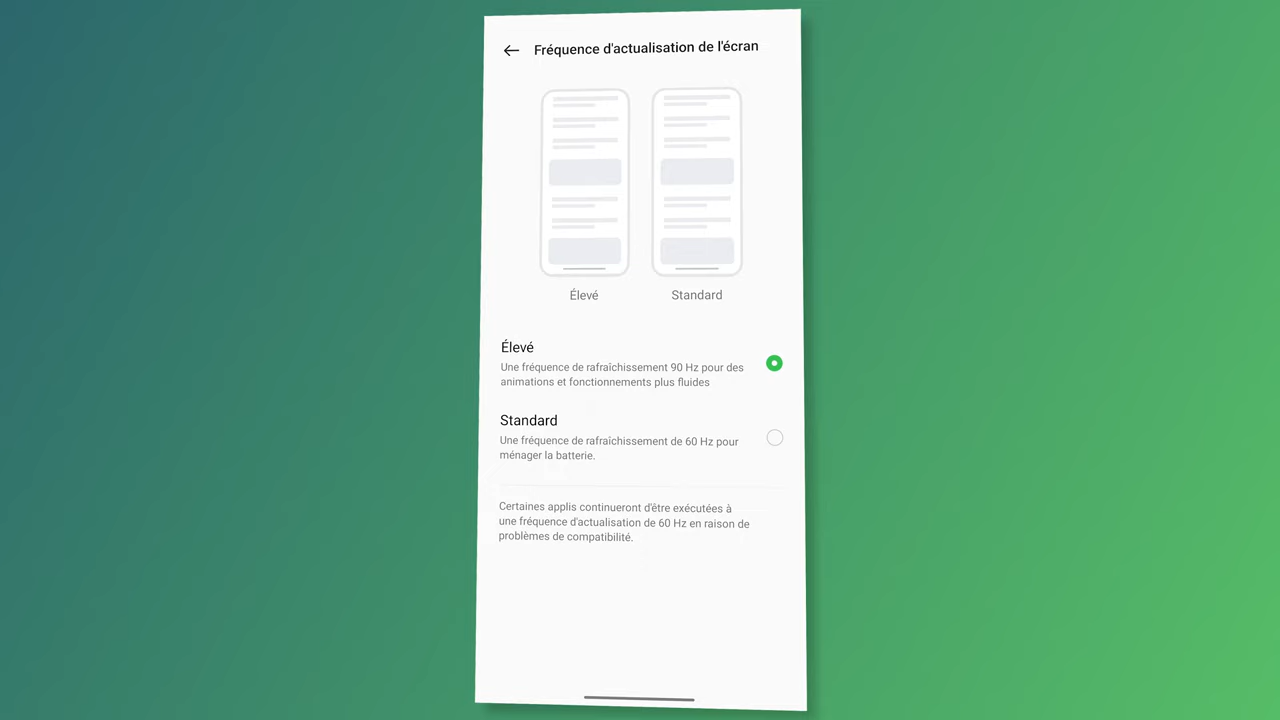 Fréquence d'actualisation de l'écran
Élevé
Standard
Élevé
Une fréquence de rafraîchissement 90 Hz pour des
animations et fonctionnements plus fluides
Standard
Une fréquence de rafraîchissement de 60 Hz pour
ménager la batterie.
Certaines applis continueront d'être exécutées à
une fréquence d'actualisation de 60 Hz en raison de
problèmes de compatibilité.